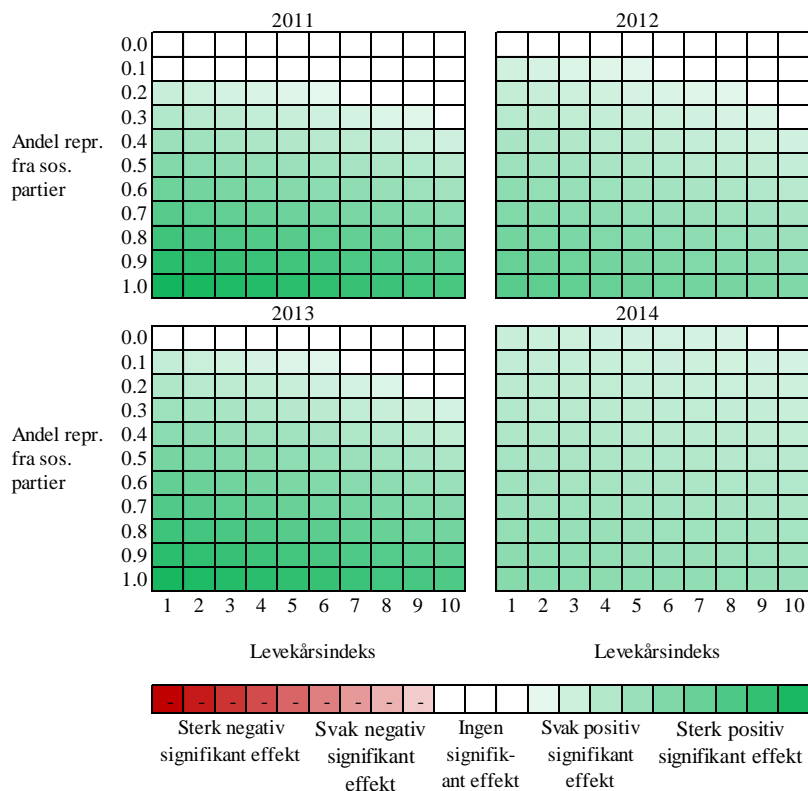 2011
2012
0.0
0.1
0.2
0.3
0.4
0.5
0.6
0.7
0.8
0.9
1.0
Andel repr.
fra sos.
partier
2013
2014
0.0
0.1
0.2
0.3
0.4
0.5
0.6
0.7
0.8
0.9
1.0
Andel repr.
fra sos.
partier
1 2 3 4 5 6 7 8 9 10
1 2 3 4 5 6 7 8 9 10
Levekårsindeks
Levekårsindeks
- - - - - - - - -
Sterk negativ
signifikant effekt
Svak negativ
signifikant
effekt
Ingen
signifik-
ant effekt
Svak positiv
signifikant
effekt
Sterk positiv
signifikant effekt